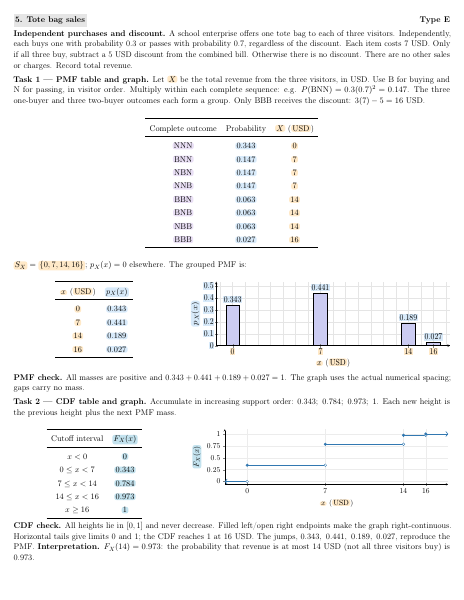 5. Tote bag sales Type E
Independent purchases and discount. A school enterprise offers one tote bag to each of three visitors. Independently,
each buys one with probability 0.3 or passes with probability 0.7, regardless of the discount. Each item costs 7 USD. Only
if all three buy, subtract a 5 USD discount from the combined bill. Otherwise there is no discount. There are no other sales
or charges. Record total revenue.
Task 1 — PMF table and graph. Let X be the total revenue from the three visitors, in USD. Use B for buying and
N for passing, in visitor order. Multiply within each complete sequence: e.g. P(BNN) = 0.3(0.7)² = 0.147. The three
one-buyer and three two-buyer outcomes each form a group. Only BBB receives the discount: 3(7) − 5 = 16 USD.
Complete outcome Probability X (USD)
NNN 0.343 0
BNN 0.147 7
NBN 0.147 7
NNB 0.147 7
BBN 0.063 14
BNB 0.063 14
NBB 0.063 14
BBB 0.027 16
S_X = {0, 7, 14, 16}; p_X(x) = 0 elsewhere. The grouped PMF is:
x (USD) p_X(x)
0 0.343
7 0.441
14 0.189
16 0.027
p_X(x)
0.5
0.4
0.3
0.2
0.1
0
0.343
0.441
0.189
0.027
0 7 14 16
x (USD)
PMF check. All masses are positive and 0.343 + 0.441 + 0.189 + 0.027 = 1. The graph uses the actual numerical spacing;
gaps carry no mass.
Task 2 — CDF table and graph. Accumulate in increasing support order: 0.343; 0.784; 0.973; 1. Each new height is
the previous height plus the next PMF mass.
Cutoff interval F_X(x)
x < 0 0
0 ≤ x < 7 0.343
7 ≤ x < 14 0.784
14 ≤ x < 16 0.973
x ≥ 16 1
F_X(x)
1
0.75
0.5
0.25
0
0 7 14 16
x (USD)
CDF check. All heights lie in [0, 1] and never decrease. Filled left/open right endpoints make the graph right-continuous.
Horizontal tails give limits 0 and 1; the CDF reaches 1 at 16 USD. The jumps, 0.343, 0.441, 0.189, 0.027, reproduce the
PMF. Interpretation. F_X(14) = 0.973: the probability that revenue is at most 14 USD (not all three visitors buy) is
0.973.